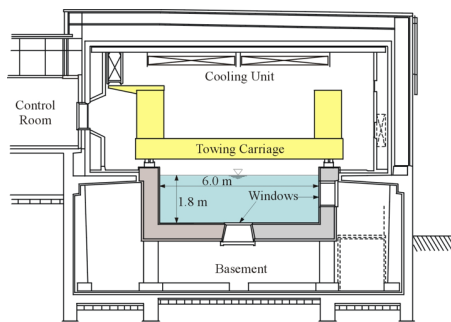 Cooling Unit
Control
Room
Towing Carriage
6.0 m
Windows
1.8 m
Basement